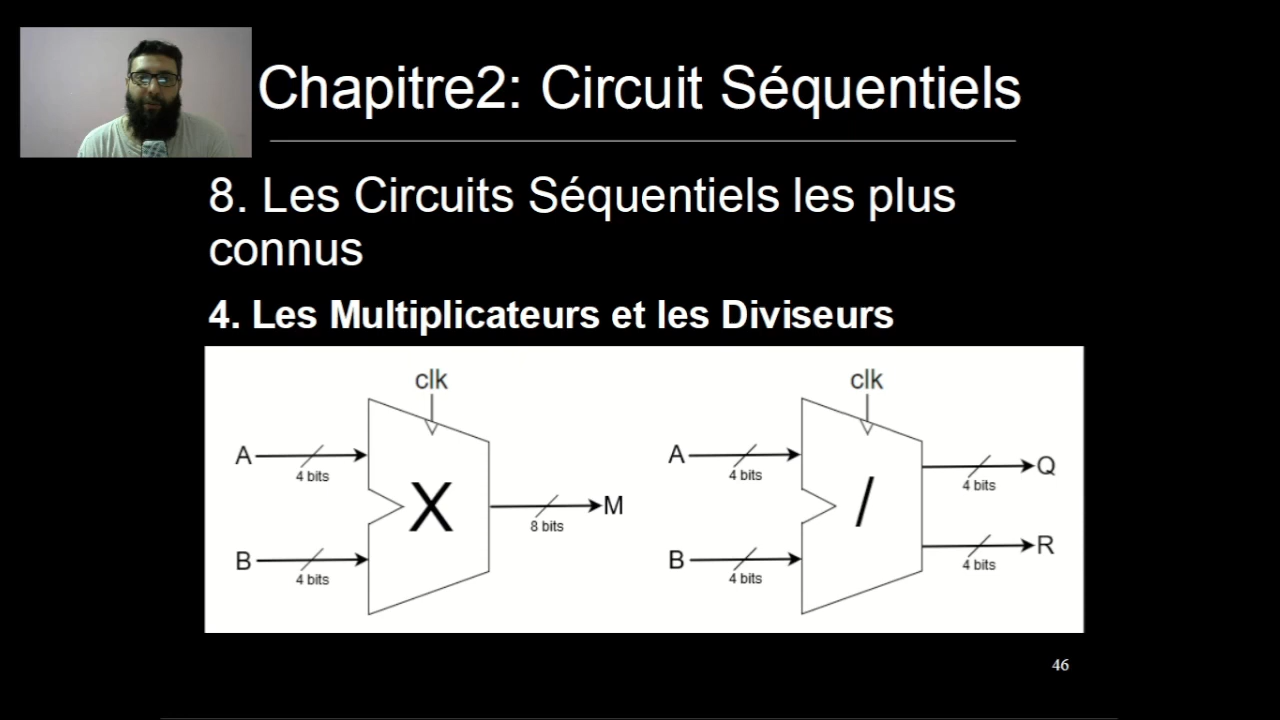 Chapitre2: Circuit Séquentiels
8. Les Circuits Séquentiels les plus
connus
4. Les Multiplicateurs et les Diviseurs
clk
A
4 bits
X
M
8 bits
B
4 bits
clk
A
4 bits
/
Q
4 bits
R
4 bits
B
4 bits
46